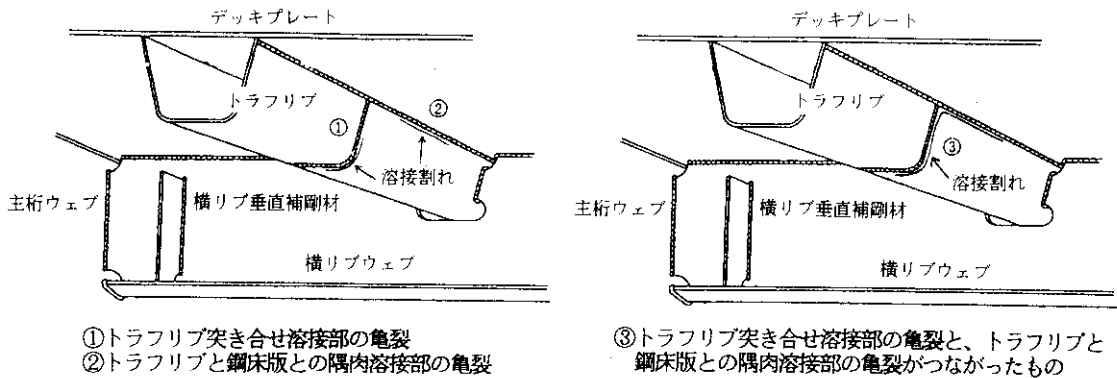 デッキプレート
トラフリブ
①
②
溶接割れ
主桁ウェブ
横リブ垂直補剛材
横リブウェブ
①トラフリブ突き合せ溶接部の亀裂
②トラフリブと鋼床版との隅肉溶接部の亀裂
デッキプレート
トラフリブ
③
溶接割れ
主桁ウェブ
横リブ垂直補剛材
横リブウェブ
③トラフリブ突き合せ溶接部の亀裂と、トラフリブと
鋼床版との隅肉溶接部の亀裂がつながったもの